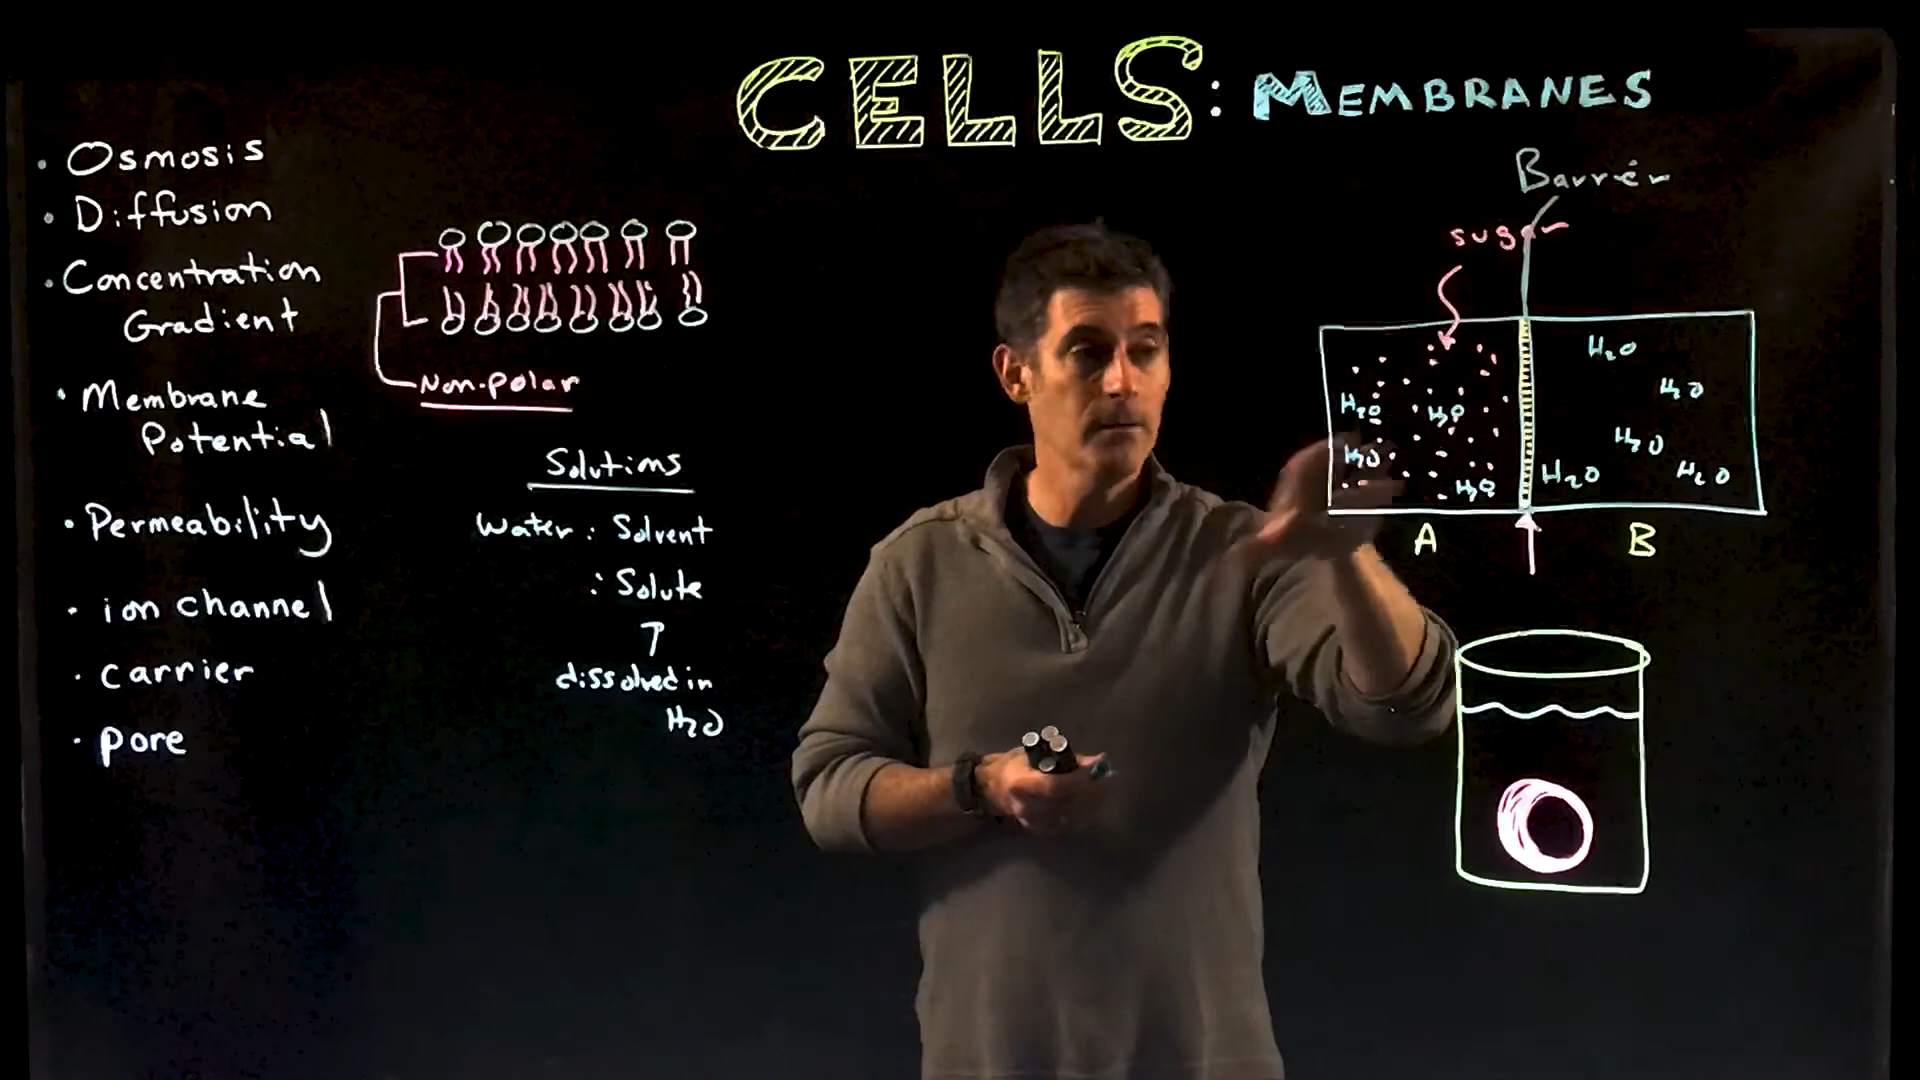 CELLS: MEMBRANES
• Osmosis
• Diffusion
• Concentration
Gradient
• Membrane
Potential
• Permeability
• ion channel
• carrier
• pore
Non-polar
Solutions
Water: Solvent
: Solute
dissolved in
H₂O
Barrier
sugar
H₂O
H₂O
H₂O
H₂O
H₂O
H₂O
H₂O
H₂O
H₂O
A
B